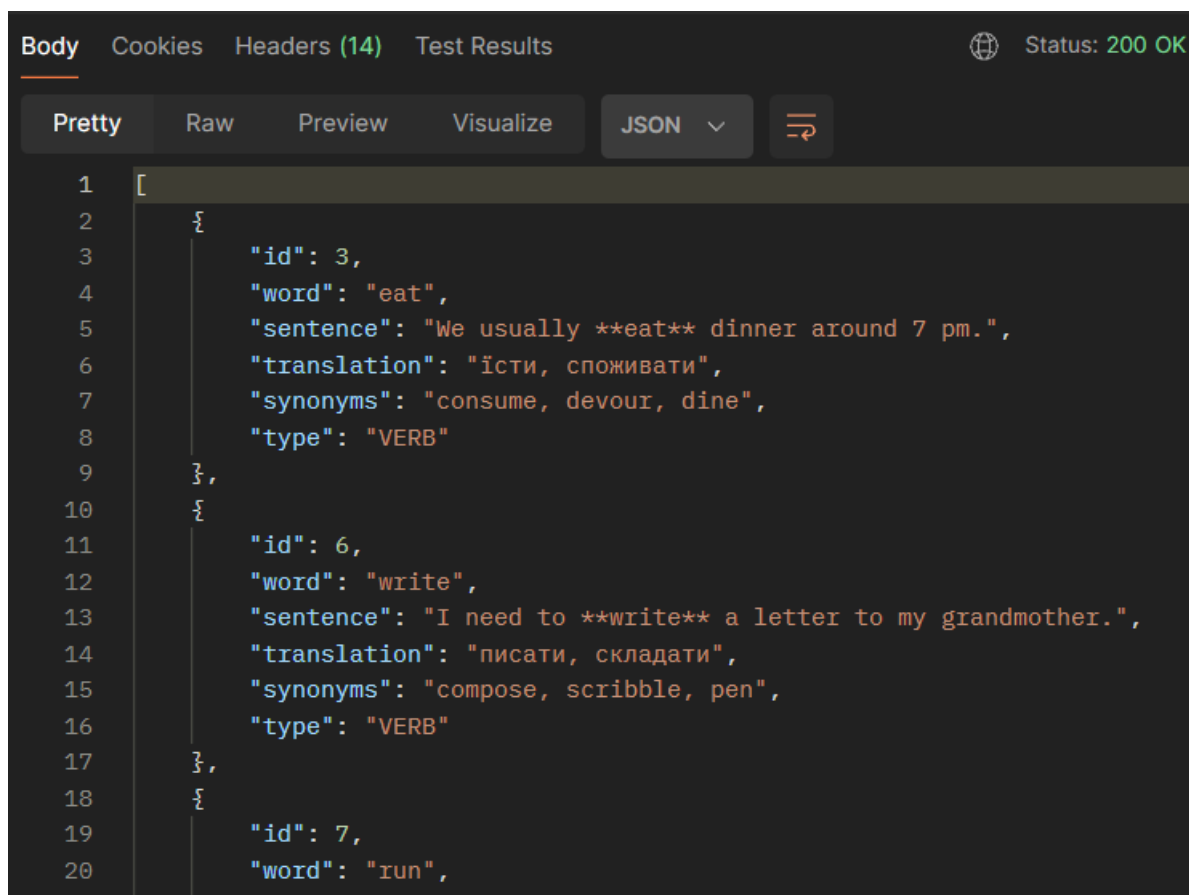 Body Cookies Headers (14) Test Results Status: 200 OK
Pretty Raw Preview Visualize JSON
1 [
2 {
3 "id": 3,
4 "word": "eat",
5 "sentence": "We usually **eat** dinner around 7 pm.",
6 "translation": "їсти, споживати",
7 "synonyms": "consume, devour, dine",
8 "type": "VERB"
9 },
10 {
11 "id": 6,
12 "word": "write",
13 "sentence": "I need to **write** a letter to my grandmother.",
14 "translation": "писати, складати",
15 "synonyms": "compose, scribble, pen",
16 "type": "VERB"
17 },
18 {
19 "id": 7,
20 "word": "run",